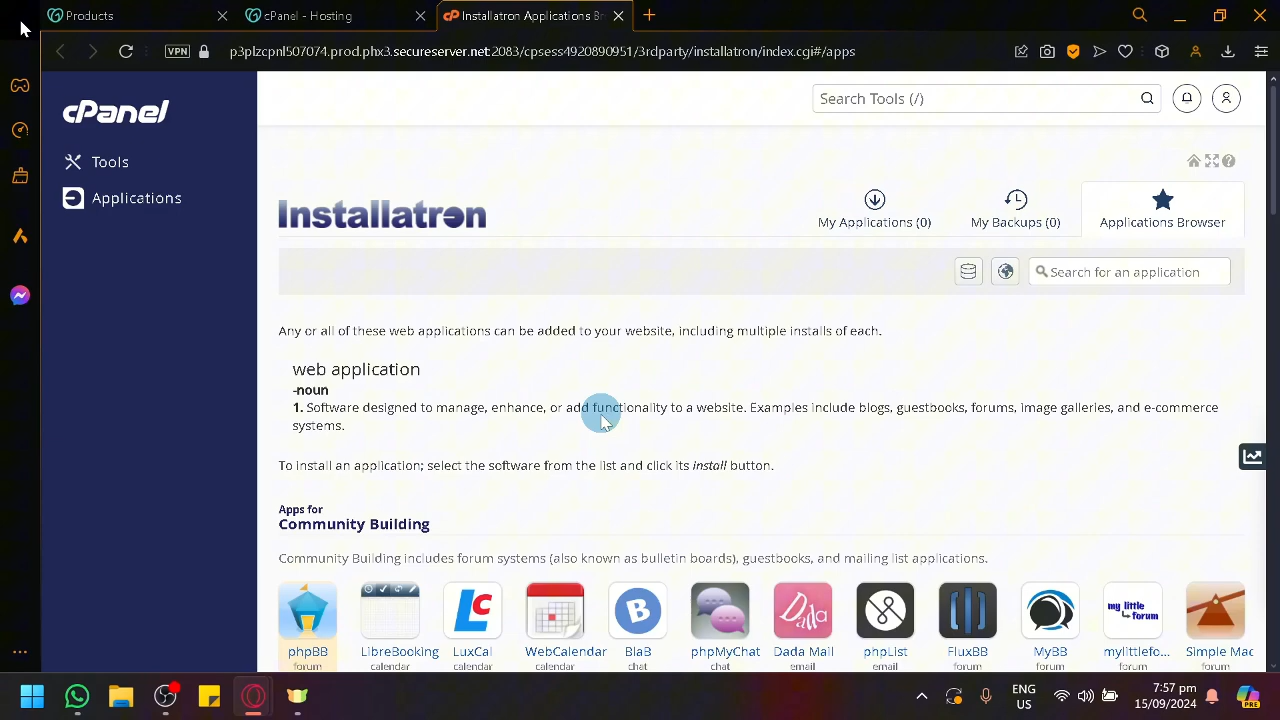 Products
cPanel - Hosting
Installatron Applications B
VPN
p3plzcpnl507074.prod.phx3.secureserver.net:2083/cpsess4920890951/3rdparty/installatron/index.cgi#/apps
cPanel
Search Tools (/)
Tools
Applications
Installatron
My Applications (0)
My Backups (0)
Applications Browser
Search for an application
Any or all of these web applications can be added to your website, including multiple installs of each.
web application
-noun
1. Software designed to manage, enhance, or add functionality to a website. Examples include blogs, guestbooks, forums, image galleries, and e-commerce
systems.
To install an application; select the software from the list and click its install button.
Apps for
Community Building
Community Building includes forum systems (also known as bulletin boards), guestbooks, and mailing list applications.
LC
B
Dada
my little
forum
phpBB
LibreBooking
LuxCal
WebCalendar
BlaB
phpMyChat
Dada Mail
phpList
FluxBB
MyBB
mylittlefo...
Simple Mac
forum
calendar
calendar
calendar
chat
chat
email
email
forum
forum
forum
forum
ENG
US
7:57 pm
15/09/2024
PRE